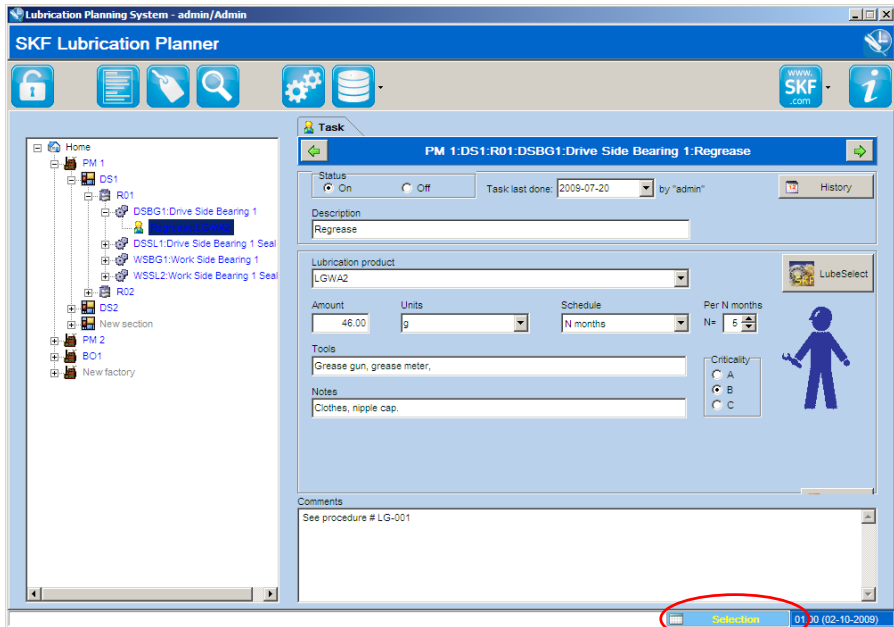 Lubrication Planning System - admin/Admin
SKF Lubrication Planner
www.
SKF
.com
i
Home
PM 1
DS1
R01
DSBG1:Drive Side Bearing 1
Regrease:LGWA2
DSSL1:Drive Side Bearing 1 Seal
WSBG1:Work Side Bearing 1
WSSL2:Work Side Bearing 1 Seal
R02
DS2
New section
PM 2
BO1
New factory
Task
PM 1:DS1:R01:DSBG1:Drive Side Bearing 1:Regrease
Status
On Off Task last done: 2009-07-20 by "admin" History
Description
Regrease
Lubrication product
LGWA2
LubeSelect
Amount Units Schedule Per N months
46.00 g N months N= 5
Tools
Grease gun, grease meter,
Criticality
A
B
C
Notes
Clothes, nipple cap.
Comments
See procedure # LG-001
Selection 01:00 (02-10-2009)